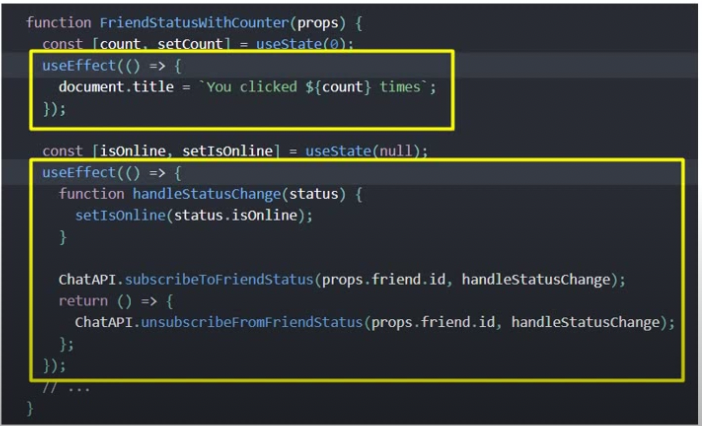 function FriendStatusWithCounter(props) {
const [count, setCount] = useState(0);
useEffect(() => {
document.title = `You clicked ${count} times`;
});
const [isOnline, setIsOnline] = useState(null);
useEffect(() => {
function handleStatusChange(status) {
setIsOnline(status.isOnline);
}
ChatAPI.subscribeToFriendStatus(props.friend.id, handleStatusChange);
return () => {
ChatAPI.unsubscribeFromFriendStatus(props.friend.id, handleStatusChange);
};
});
// ...
}